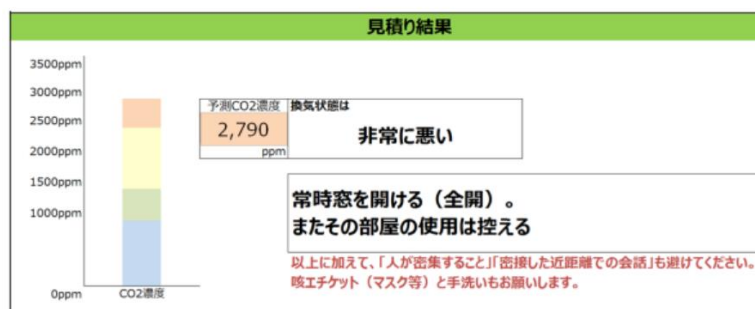 見積り結果
3500ppm
3000ppm
2500ppm
2000ppm
1500ppm
1000ppm
0ppm
CO2濃度
予測CO2濃度
2,790
ppm
換気状態は
非常に悪い
常時窓を開ける（全開）。
またその部屋の使用は控える
以上に加えて、「人が密集すること」「密接した近距離での会話」も避けてください。
咳エチケット（マスク等）と手洗いもお願いします。